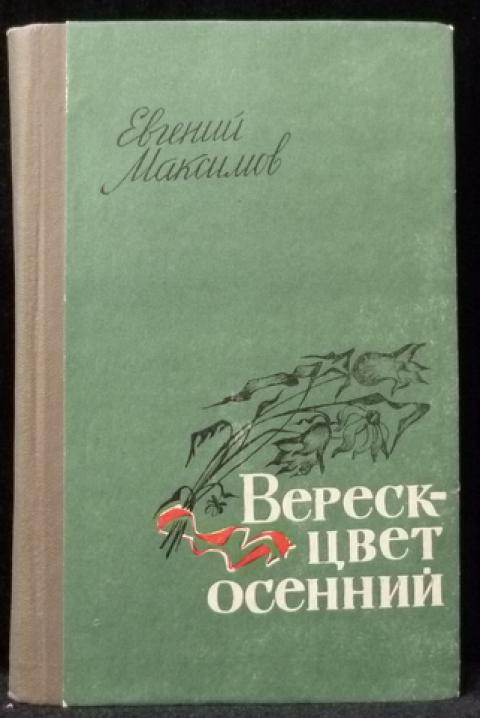 Евгений
Максимов
Вереск-
цвет
осенний